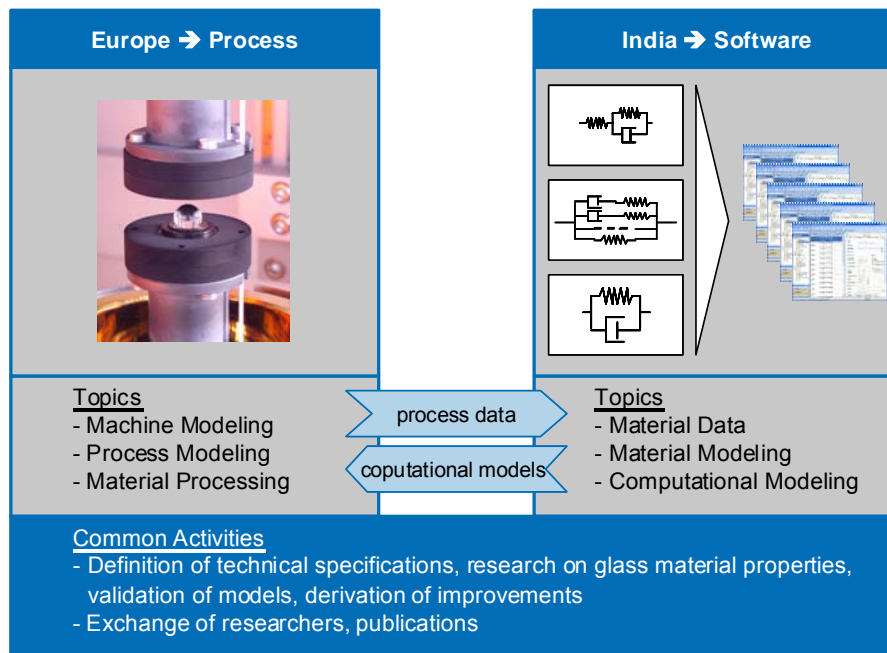 Europe ➔ Process
India ➔ Software
Topics
- Machine Modeling
- Process Modeling
- Material Processing
process data
coputational models
Topics
- Material Data
- Material Modeling
- Computational Modeling
Common Activities
- Definition of technical specifications, research on glass material properties,
validation of models, derivation of improvements
- Exchange of researchers, publications